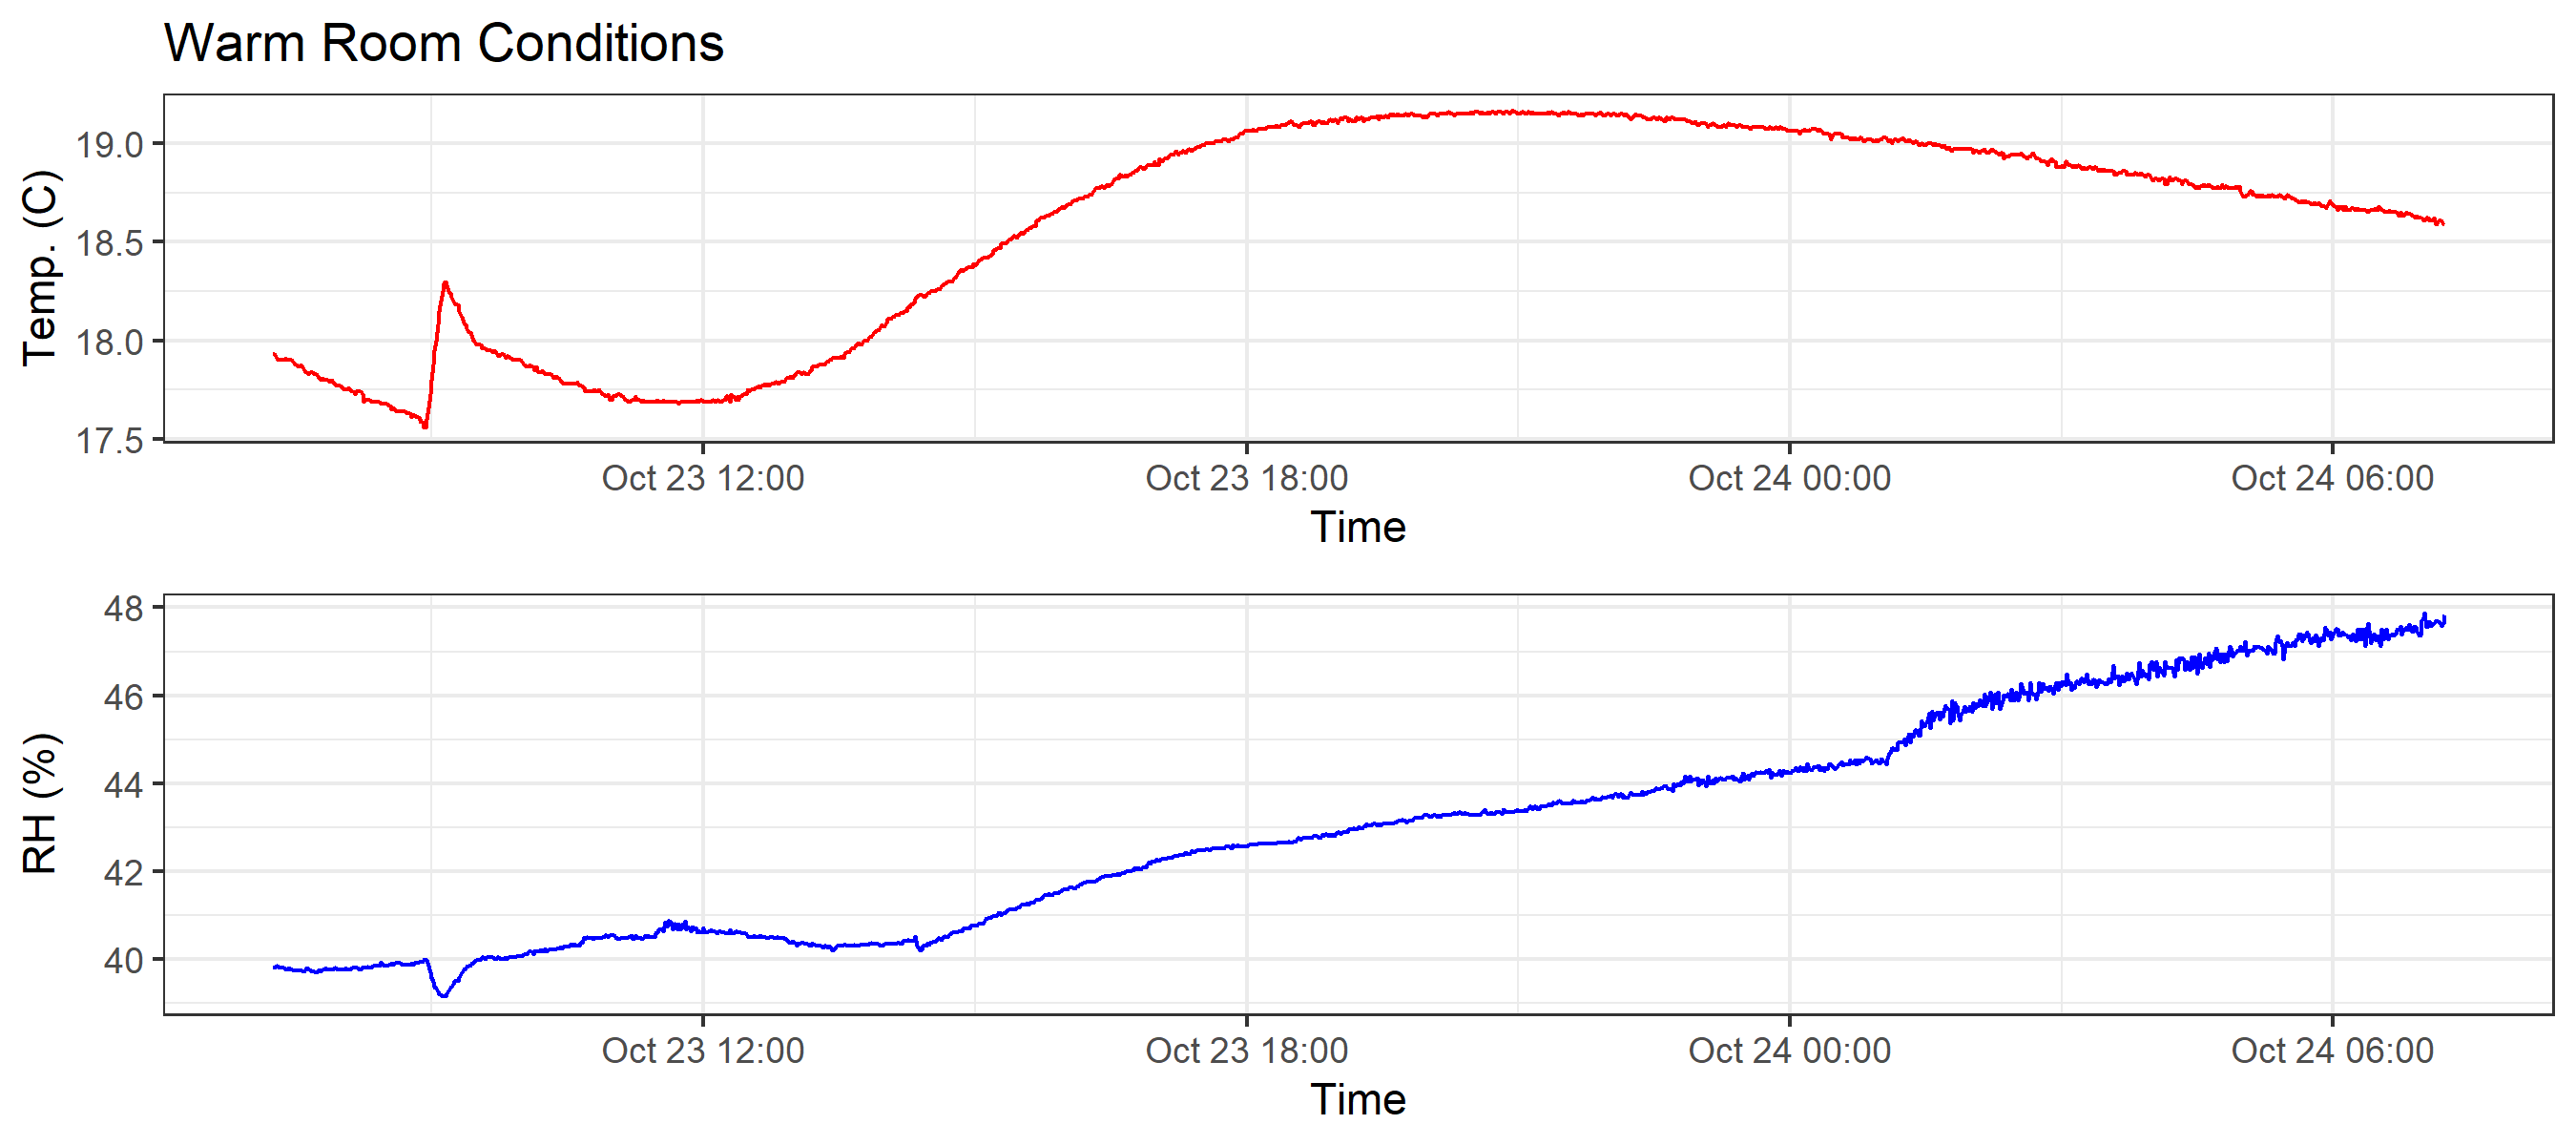 Warm Room Conditions
Temp. (C)
19.0
18.5
18.0
17.5
Oct 23 12:00 Oct 23 18:00 Oct 24 00:00 Oct 24 06:00
Time
RH (%)
48
46
44
42
40
Oct 23 12:00 Oct 23 18:00 Oct 24 00:00 Oct 24 06:00
Time